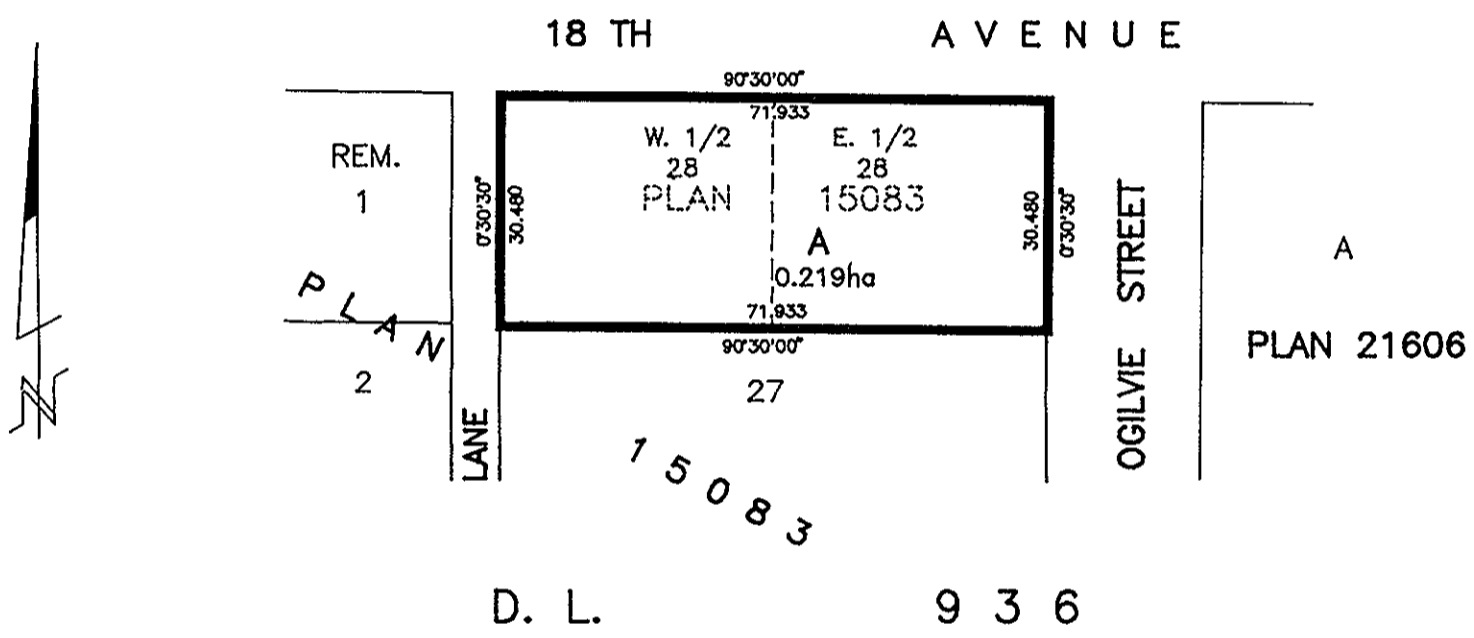 18 TH AVENUE
90°30'00"
71.933
W. 1/2
28
PLAN
E. 1/2
28
15083
REM.
1
0°30'30"
30.480
30.480
0°30'30"
A
0.219ha
71.933
90°30'00"
PLAN
2
LANE
27
15083
OGILVIE STREET
A
PLAN 21606
N
D. L. 936